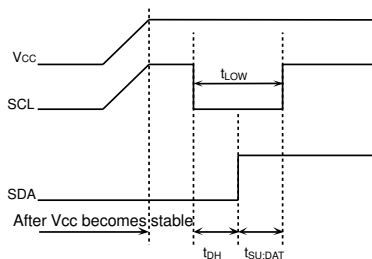 VCC
tLOW
SCL
SDA
After Vcc becomes stable
tDH
tSU:DAT